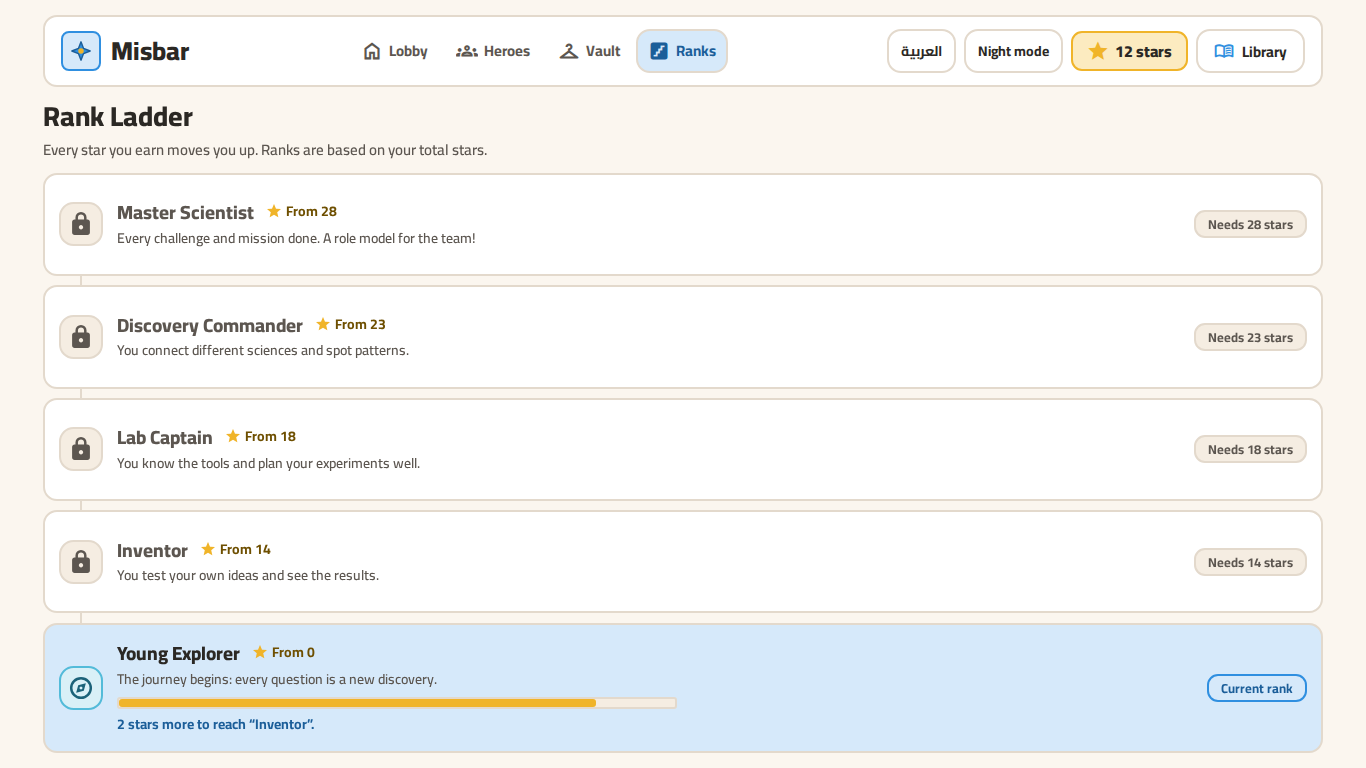 Misbar
Lobby
Heroes
Vault
Ranks
العربية
Night mode
12 stars
Library
Rank Ladder
Every star you earn moves you up. Ranks are based on your total stars.
Master Scientist From 28
Every challenge and mission done. A role model for the team!
Needs 28 stars
Discovery Commander From 23
You connect different sciences and spot patterns.
Needs 23 stars
Lab Captain From 18
You know the tools and plan your experiments well.
Needs 18 stars
Inventor From 14
You test your own ideas and see the results.
Needs 14 stars
Young Explorer From 0
The journey begins: every question is a new discovery.
2 stars more to reach “Inventor”.
Current rank